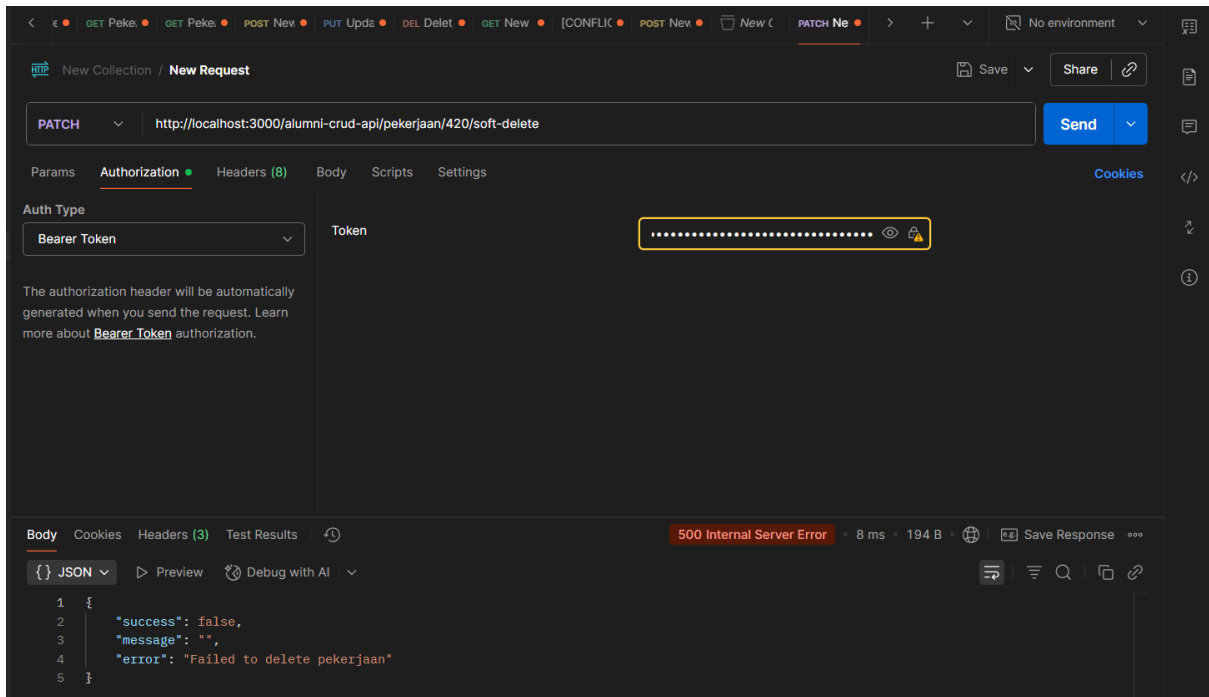 GET Peke GET Peke POST New PUT Upda DEL Delet GET New [CONFLIC POST New New C PATCH Ne No environment
HTTP New Collection / New Request Save Share
PATCH http://localhost:3000/alumni-crud-api/pekerjaan/420/soft-delete Send
Params Authorization Headers (8) Body Scripts Settings Cookies
Auth Type
Bearer Token Token
The authorization header will be automatically
generated when you send the request. Learn
more about Bearer Token authorization.
Body Cookies Headers (3) Test Results 500 Internal Server Error 8 ms 194 B e.g. Save Response
{} JSON Preview Debug with AI
1 {
2 "success": false,
3 "message": "",
4 "error": "Failed to delete pekerjaan"
5 }